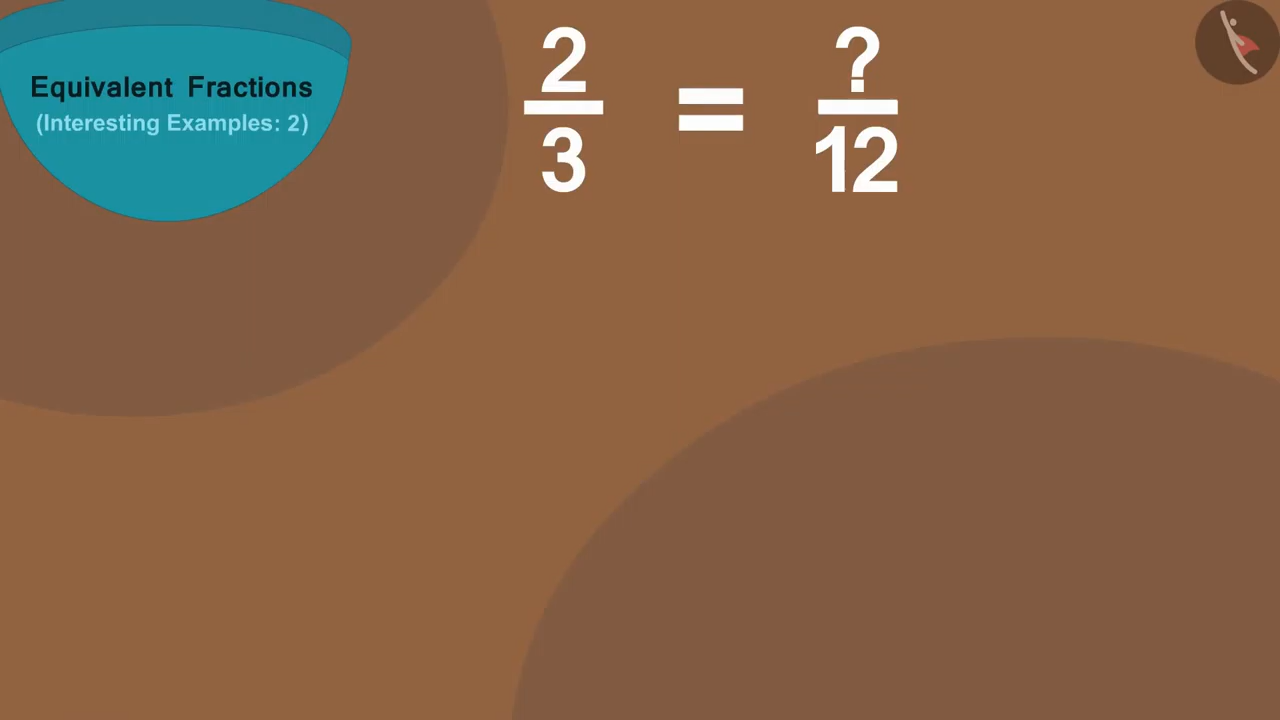 Equivalent Fractions
(Interesting Examples: 2)
2/3 = ?/12